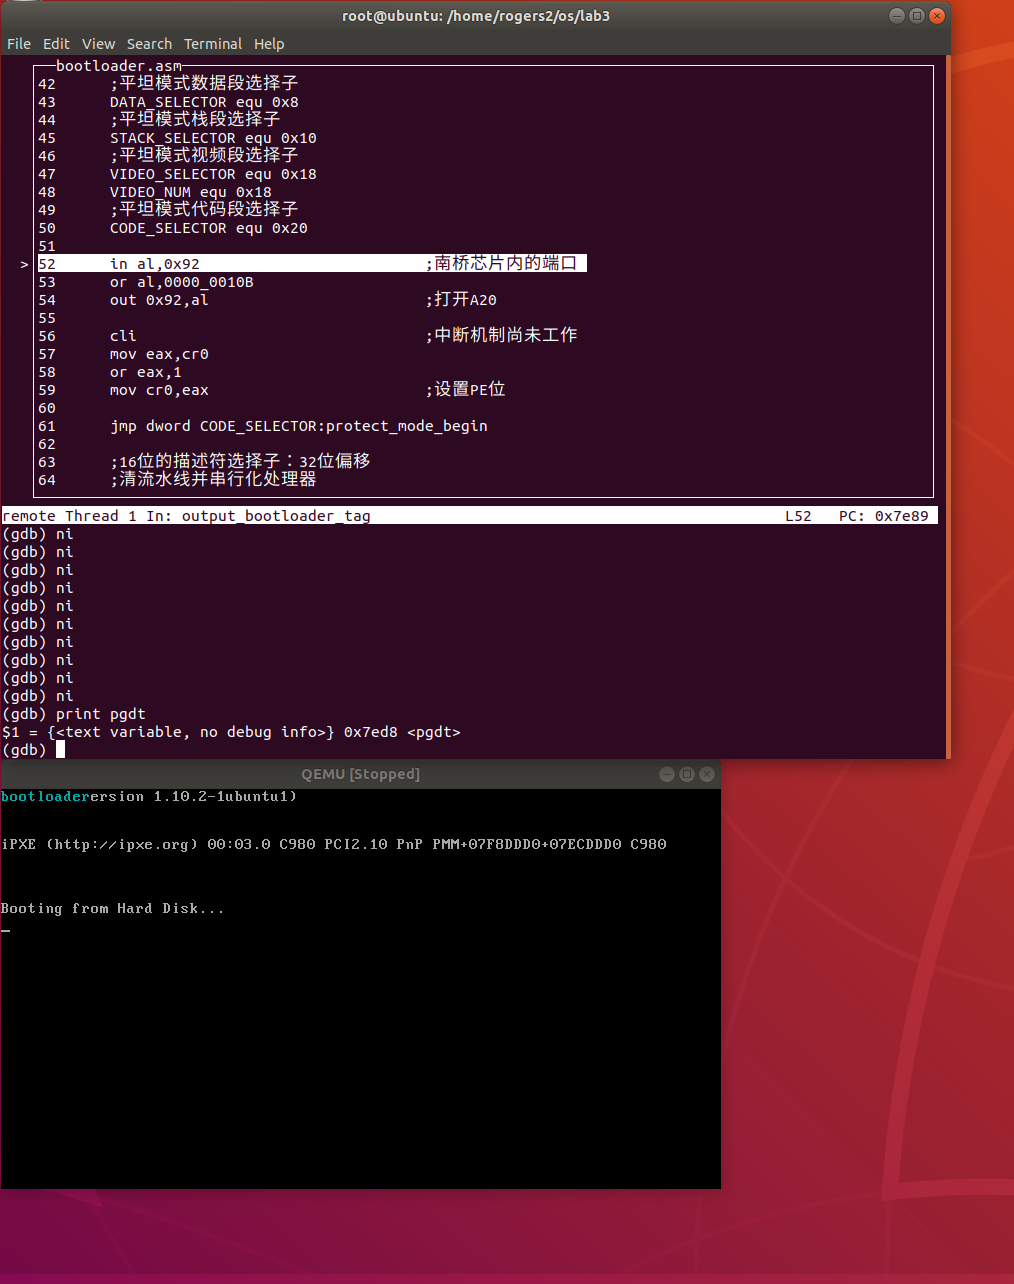 root@ubuntu: /home/rogers2/os/lab3
File Edit View Search Terminal Help
bootloader.asm
42 ;平坦模式数据段选择子
43 DATA_SELECTOR equ 0x8
44 ;平坦模式栈段选择子
45 STACK_SELECTOR equ 0x10
46 ;平坦模式视频段选择子
47 VIDEO_SELECTOR equ 0x18
48 VIDEO_NUM equ 0x18
49 ;平坦模式代码段选择子
50 CODE_SELECTOR equ 0x20
51
> 52 in al,0x92 ;南桥芯片内的端口
53 or al,0000_0010B
54 out 0x92,al ;打开A20
55
56 cli ;中断机制尚未工作
57 mov eax,cr0
58 or eax,1
59 mov cr0,eax ;设置PE位
60
61 jmp dword CODE_SELECTOR:protect_mode_begin
62
63 ;16位的描述符选择子：32位偏移
64 ;清流水线并串行化处理器
remote Thread 1 In: output_bootloader_tag L52 PC: 0x7e89
(gdb) ni
(gdb) ni
(gdb) ni
(gdb) ni
(gdb) ni
(gdb) ni
(gdb) ni
(gdb) ni
(gdb) ni
(gdb) ni
(gdb) print pgdt
$1 = {<text variable, no debug info>} 0x7ed8 <pgdt>
(gdb)
QEMU [Stopped]
bootloaderersion 1.10.2-1ubuntu1)
iPXE (http://ipxe.org) 00:03.0 C980 PCI2.10 PnP PMM+07F8DDD0+07ECDDD0 C980
Booting from Hard Disk...